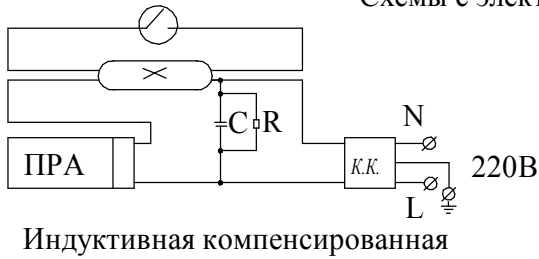 Схемы с элект
C R
N
ПРА
К.К.
220В
L
Индуктивная компенсированная